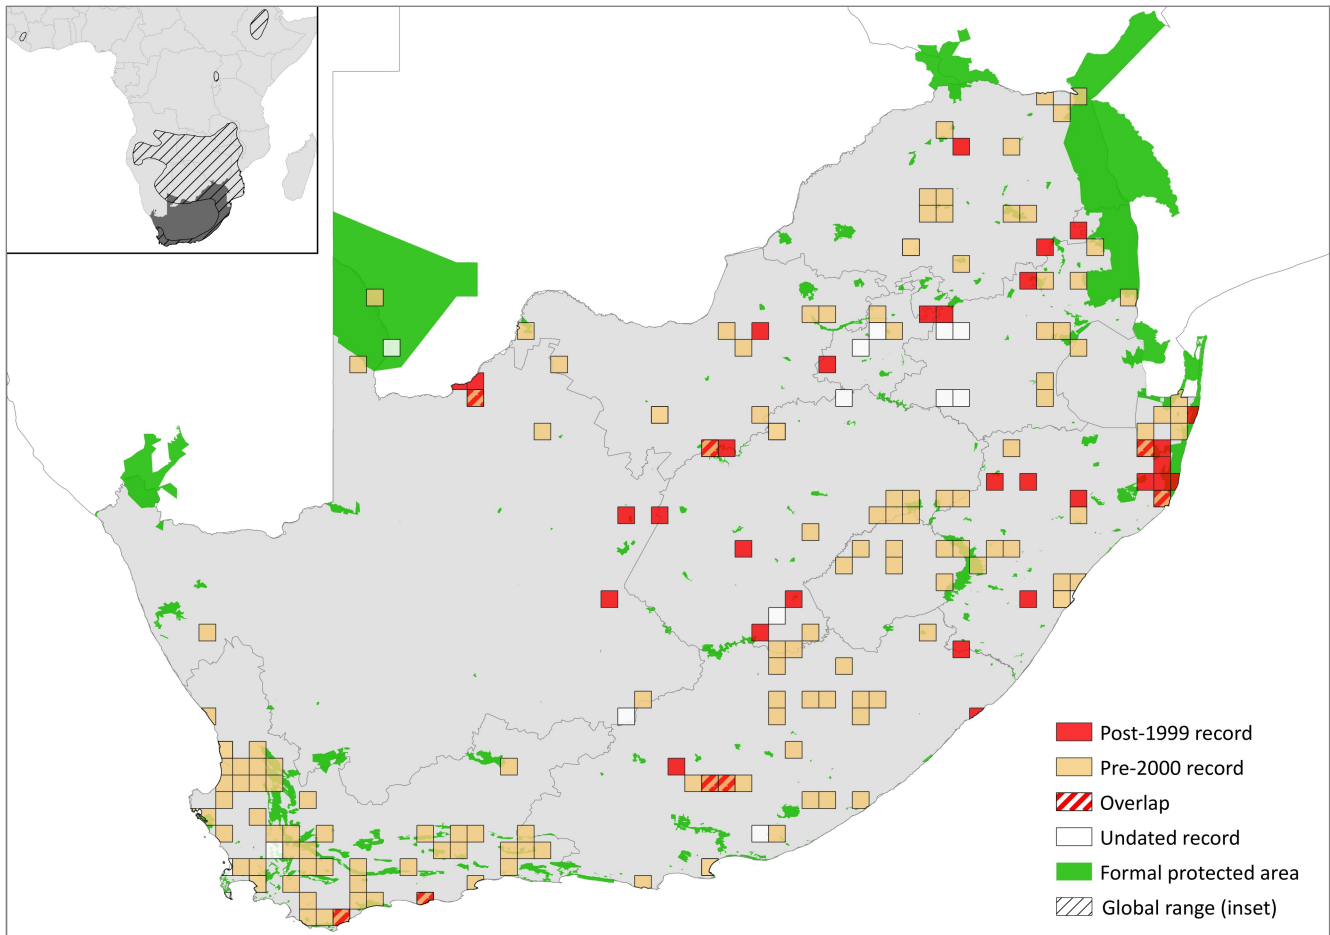 Post-1999 record
Pre-2000 record
Overlap
Undated record
Formal protected area
Global range (inset)